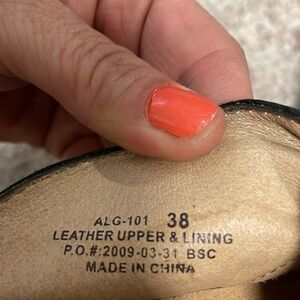 ALG-101 38
LEATHER UPPER & LINING
P.O.#:2009-03-31 BSC
MADE IN CHINA